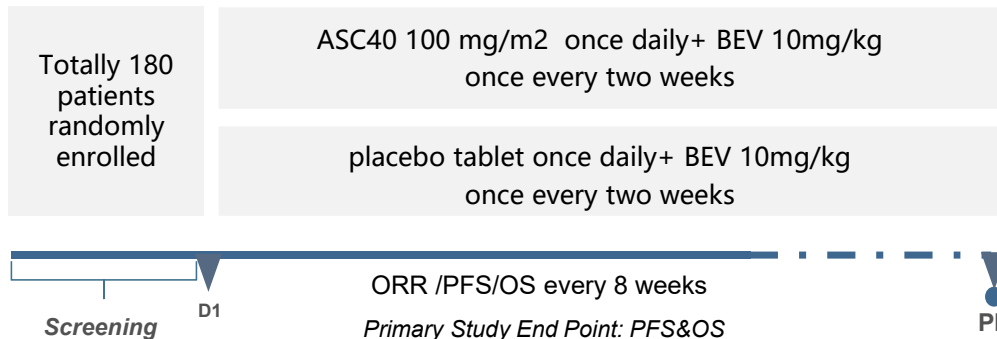 Totally 180
patients
randomly
enrolled
ASC40 100 mg/m2 once daily+ BEV 10mg/kg
once every two weeks
placebo tablet once daily+ BEV 10mg/kg
once every two weeks
D1
Screening
ORR /PFS/OS every 8 weeks
Primary Study End Point: PFS&OS